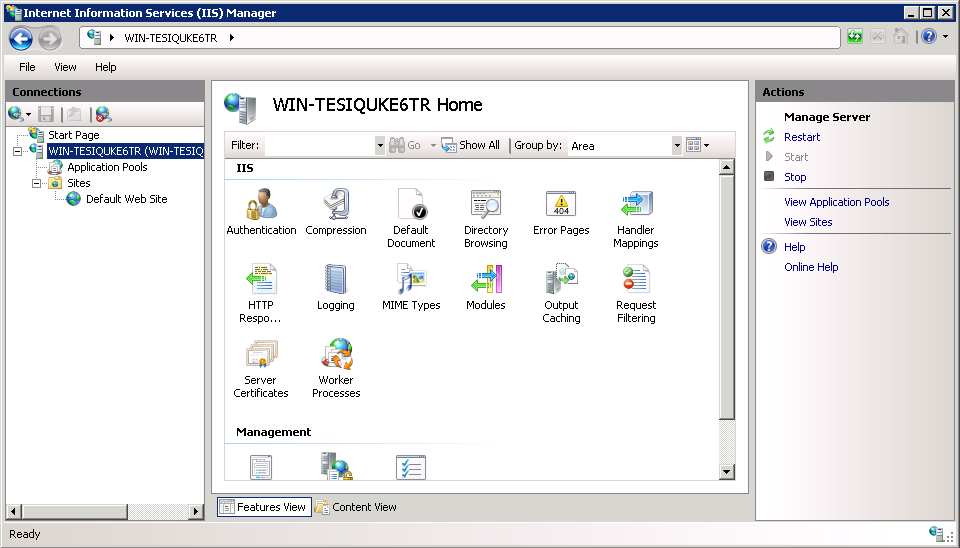 Internet Information Services (IIS) Manager
WIN-TESIQUKE6TR
File View Help
Connections
Start Page
WIN-TESIQUKE6TR (WIN-TESIQ
Application Pools
Sites
Default Web Site
WIN-TESIQUKE6TR Home
Filter: Go Show All Group by: Area
IIS
Authentication
Compression
Default
Document
Directory
Browsing
404
Error Pages
Handler
Mappings
HTTP
Respo...
Logging
MIME Types
Modules
Output
Caching
Request
Filtering
Server
Certificates
Worker
Processes
Management
Features View Content View
Actions
Manage Server
Restart
Start
Stop
View Application Pools
View Sites
Help
Online Help
Ready